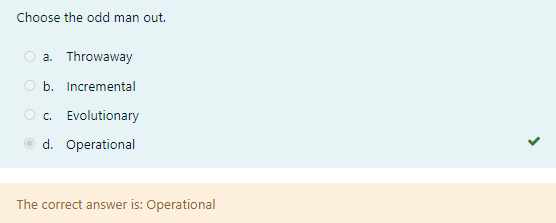 Choose the odd man out.
a. Throwaway
b. Incremental
c. Evolutionary
d. Operational
The correct answer is: Operational